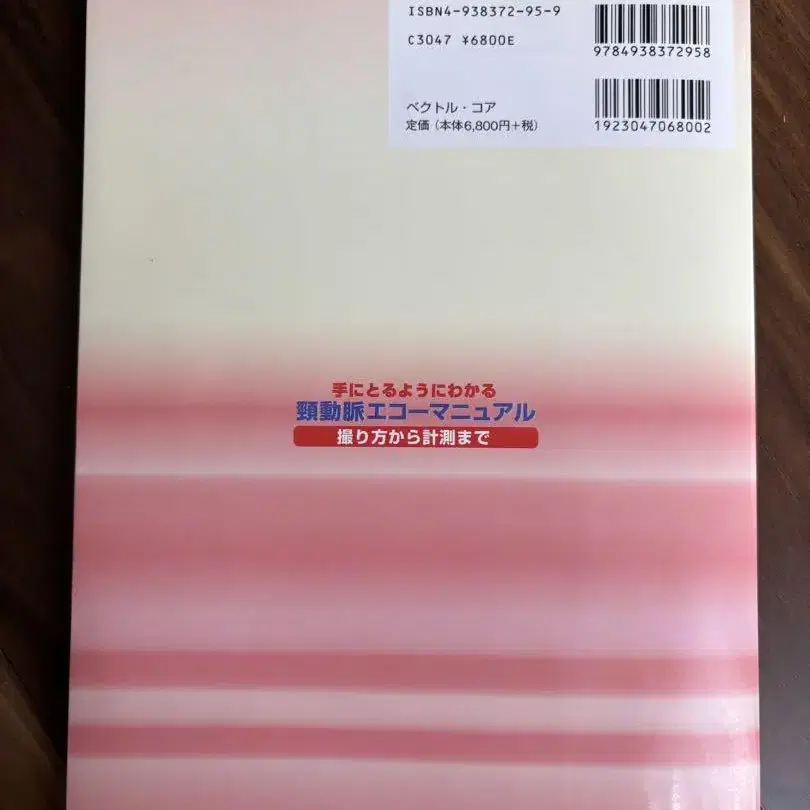 ISBN4-938372-95-9
C3047 ¥6800E
9784938372958
ベクトル・コア
定価（本体6,800円+税）
1923047068002
手にとるようにわかる
頸動脈エコーマニュアル
撮り方から計測まで